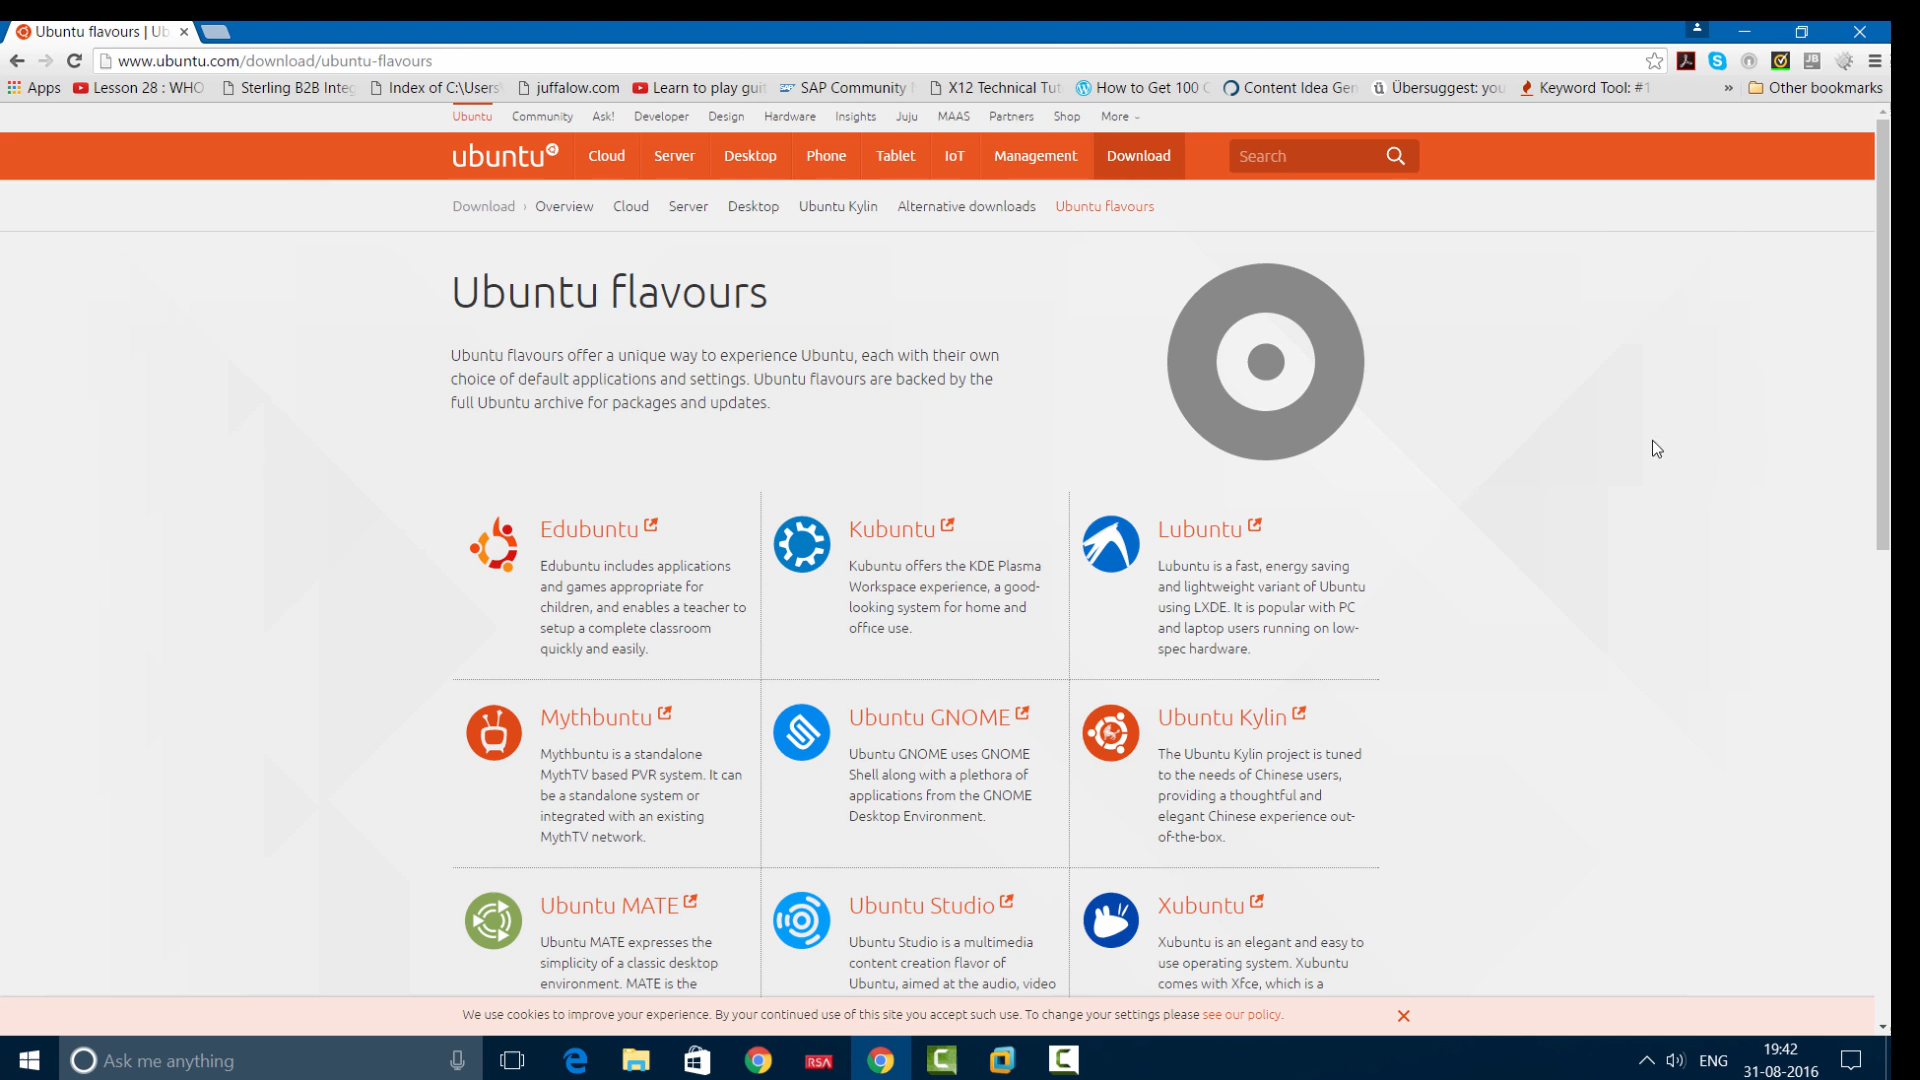 Ubuntu flavours | Ub
www.ubuntu.com/download/ubuntu-flavours
Apps
Lesson 28 : WHO
Sterling B2B Integ
Index of C:\Users\
juffalow.com
Learn to play guit
SAP Community
X12 Technical Tut
How to Get 100
Content Idea Gen
Übersuggest: you
Keyword Tool: #1
»
Other bookmarks
Ubuntu
Community
Ask!
Developer
Design
Hardware
Insights
Juju
MAAS
Partners
Shop
More
ubuntu
Cloud
Server
Desktop
Phone
Tablet
IoT
Management
Download
Search
Download ›
Overview
Cloud
Server
Desktop
Ubuntu Kylin
Alternative downloads
Ubuntu flavours
Ubuntu flavours
Ubuntu flavours offer a unique way to experience Ubuntu, each with their own
choice of default applications and settings. Ubuntu flavours are backed by the
full Ubuntu archive for packages and updates.
Edubuntu
Edubuntu includes applications
and games appropriate for
children, and enables a teacher to
setup a complete classroom
quickly and easily.
Kubuntu
Kubuntu offers the KDE Plasma
Workspace experience, a good-
looking system for home and
office use.
Lubuntu
Lubuntu is a fast, energy saving
and lightweight variant of Ubuntu
using LXDE. It is popular with PC
and laptop users running on low-
spec hardware.
Mythbuntu
Mythbuntu is a standalone
MythTV based PVR system. It can
be a standalone system or
integrated with an existing
MythTV network.
Ubuntu GNOME
Ubuntu GNOME uses GNOME
Shell along with a plethora of
applications from the GNOME
Desktop Environment.
Ubuntu Kylin
The Ubuntu Kylin project is tuned
to the needs of Chinese users,
providing a thoughtful and
elegant Chinese experience out-
of-the-box.
Ubuntu MATE
Ubuntu MATE expresses the
simplicity of a classic desktop
environment. MATE is the
Ubuntu Studio
Ubuntu Studio is a multimedia
content creation flavor of
Ubuntu, aimed at the audio, video
Xubuntu
Xubuntu is an elegant and easy to
use operating system. Xubuntu
comes with Xfce, which is a
We use cookies to improve your experience. By your continued use of this site you accept such use. To change your settings please see our policy.
Ask me anything
RSA
ENG
19:42
31-08-2016